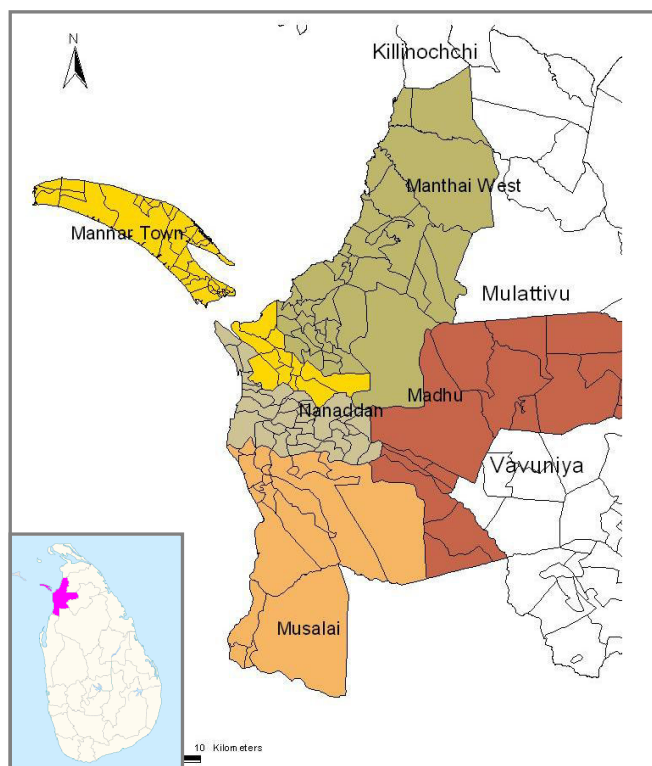 N
Killinochchi
Manthai West
Mannar Town
Mulattivu
Madhu
Nanaddan
Vavuniya
Musalai
10 Kilometers